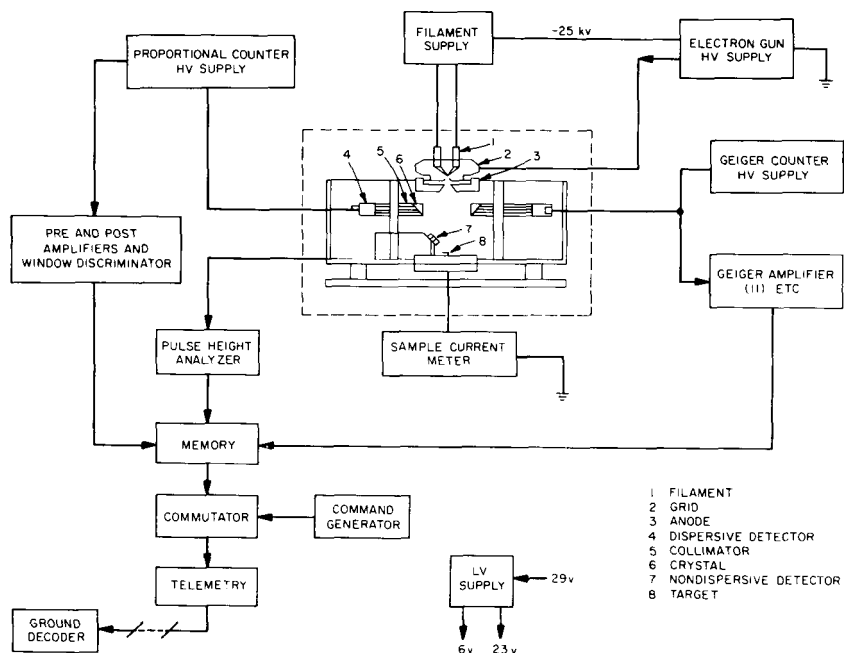 FILAMENT
SUPPLY
-25 kv
ELECTRON GUN
HV SUPPLY
PROPORTIONAL COUNTER
HV SUPPLY
1
2
3
4
5
6
7
8
GEIGER COUNTER
HV SUPPLY
PRE AND POST
AMPLIFIERS AND
WINDOW DISCRIMINATOR
GEIGER AMPLIFIER
(11) ETC
PULSE HEIGHT
ANALYZER
SAMPLE CURRENT
METER
MEMORY
COMMUTATOR
COMMAND
GENERATOR
TELEMETRY
GROUND
DECODER
LV
SUPPLY
29v
6v 23v
1 FILAMENT
2 GRID
3 ANODE
4 DISPERSIVE DETECTOR
5 COLLIMATOR
6 CRYSTAL
7 NONDISPERSIVE DETECTOR
8 TARGET